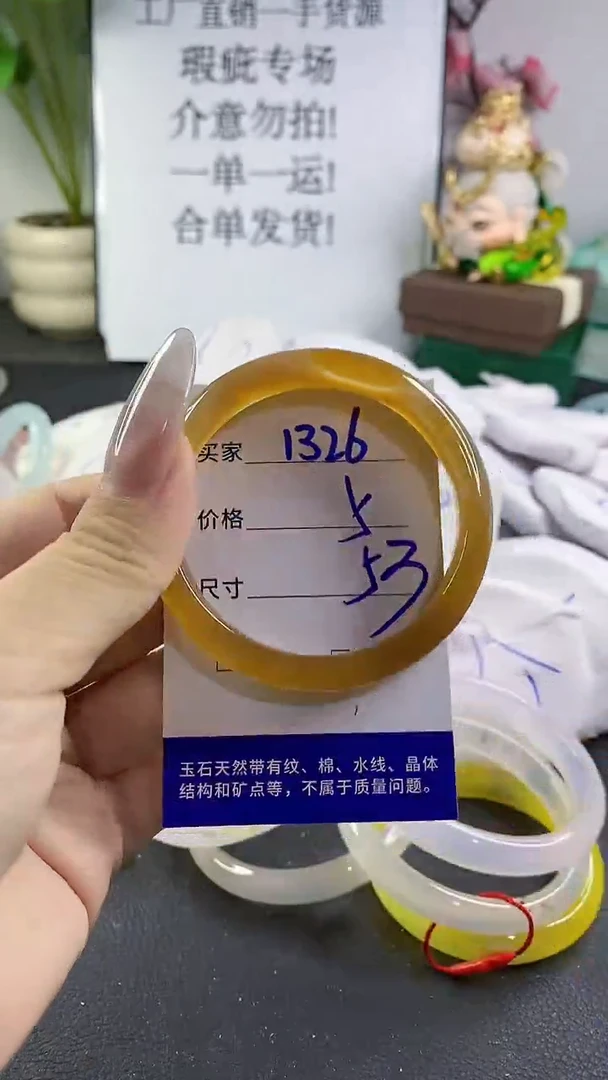 工厂直销一手货源
瑕疵专场
介意勿拍!
一单一运!
合单发货!
买家 1326
价格 5
尺寸 53
玉石天然带有纹、棉、水线、晶体
结构和矿点等，不属于质量问题。